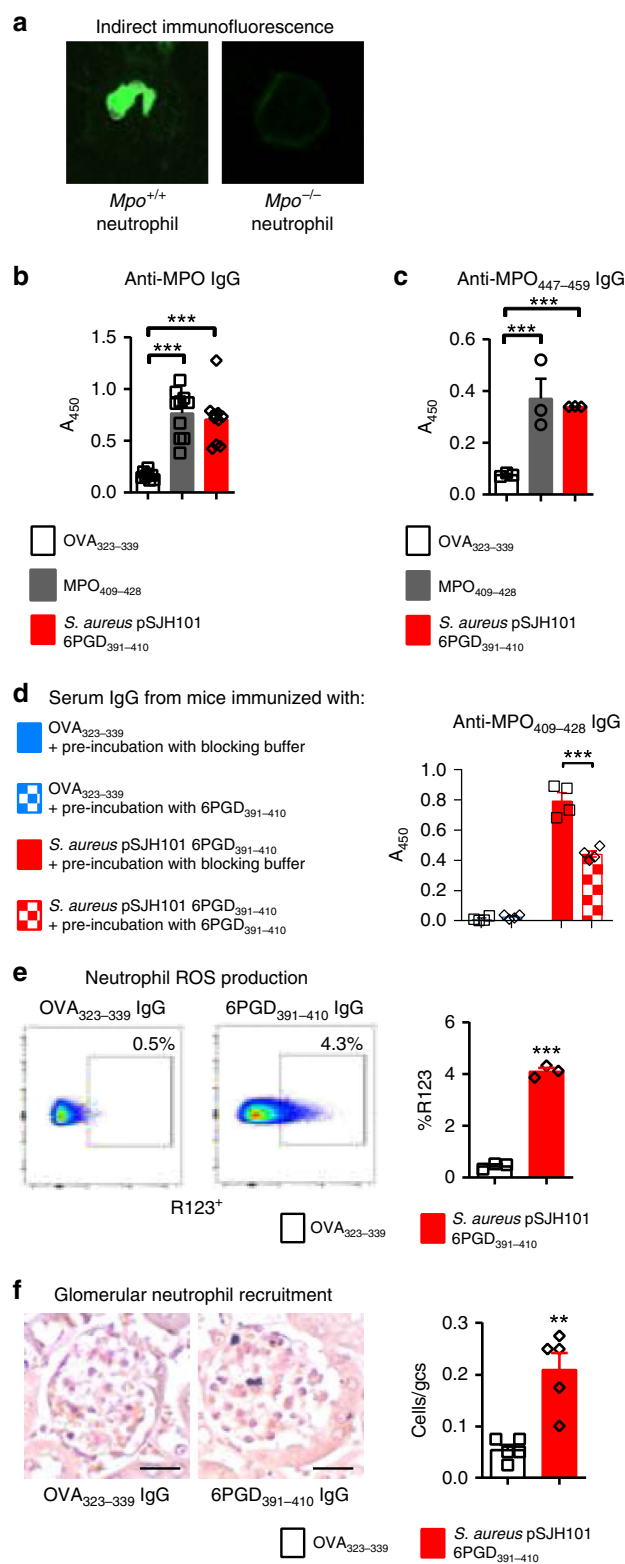 a
Indirect immunofluorescence
Mpo+/+
neutrophil
Mpo−/−
neutrophil
b
Anti-MPO IgG
***
***
1.5
1.0
0.5
0.0
A450
OVA323–339
MPO409–428
S. aureus pSJH101
6PGD391–410
c
Anti-MPO447–459 IgG
***
***
0.6
0.4
0.2
0.0
A450
OVA323–339
MPO409–428
S. aureus pSJH101
6PGD391–410
d
Serum IgG from mice immunized with:
OVA323–339
+ pre-incubation with blocking buffer
OVA323–339
+ pre-incubation with 6PGD391–410
S. aureus pSJH101 6PGD391–410
+ pre-incubation with blocking buffer
S. aureus pSJH101 6PGD391–410
+ pre-incubation with 6PGD391–410
Anti-MPO409–428 IgG
***
1.0
0.8
0.6
0.4
0.2
0.0
A450
e
Neutrophil ROS production
OVA323–339 IgG
6PGD391–410 IgG
0.5%
4.3%
R123+
***
6
4
2
0
%R123
OVA323–339
S. aureus pSJH101
6PGD391–410
f
Glomerular neutrophil recruitment
OVA323–339 IgG
6PGD391–410 IgG
**
0.3
0.2
0.1
0.0
Cells/gcs
OVA323–339
S. aureus pSJH101
6PGD391–410